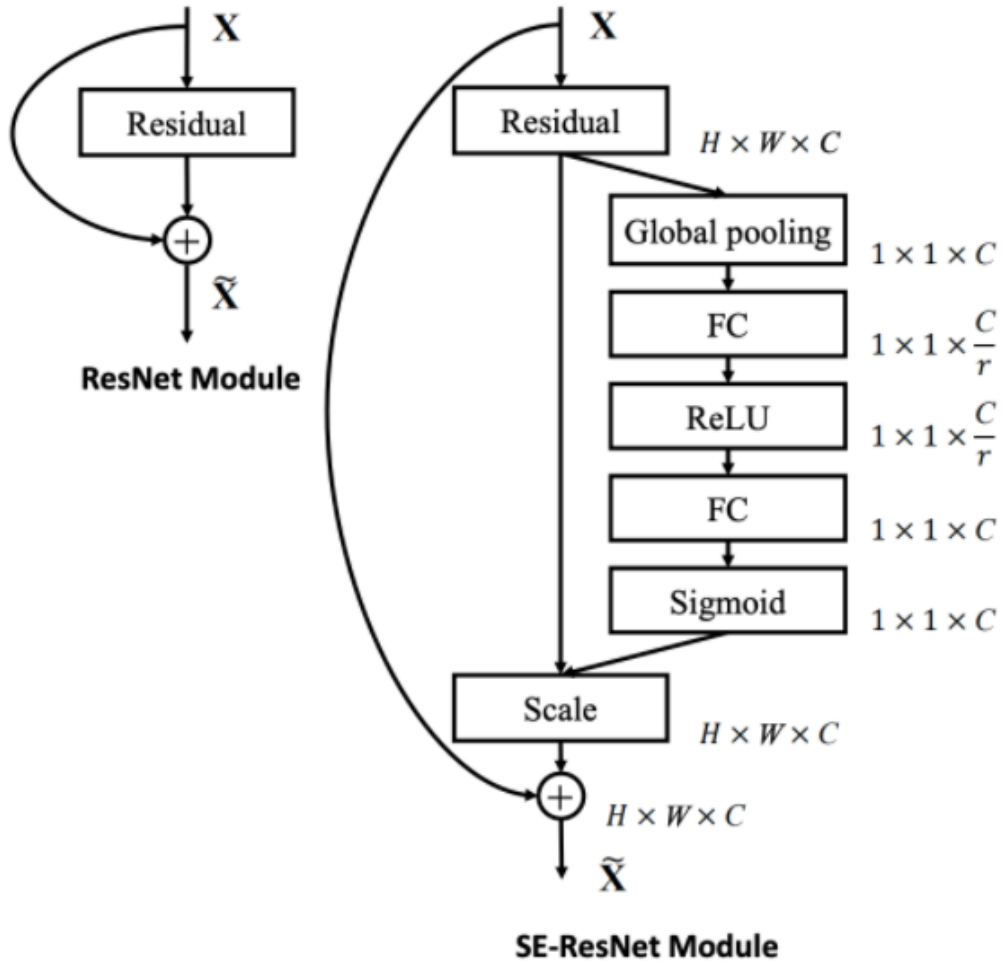 X
Residual
+
X̃
ResNet Module
X
Residual
H × W × C
Global pooling
1 × 1 × C
FC
1 × 1 × C/r
ReLU
1 × 1 × C/r
FC
1 × 1 × C
Sigmoid
1 × 1 × C
Scale
H × W × C
+
H × W × C
X̃
SE-ResNet Module